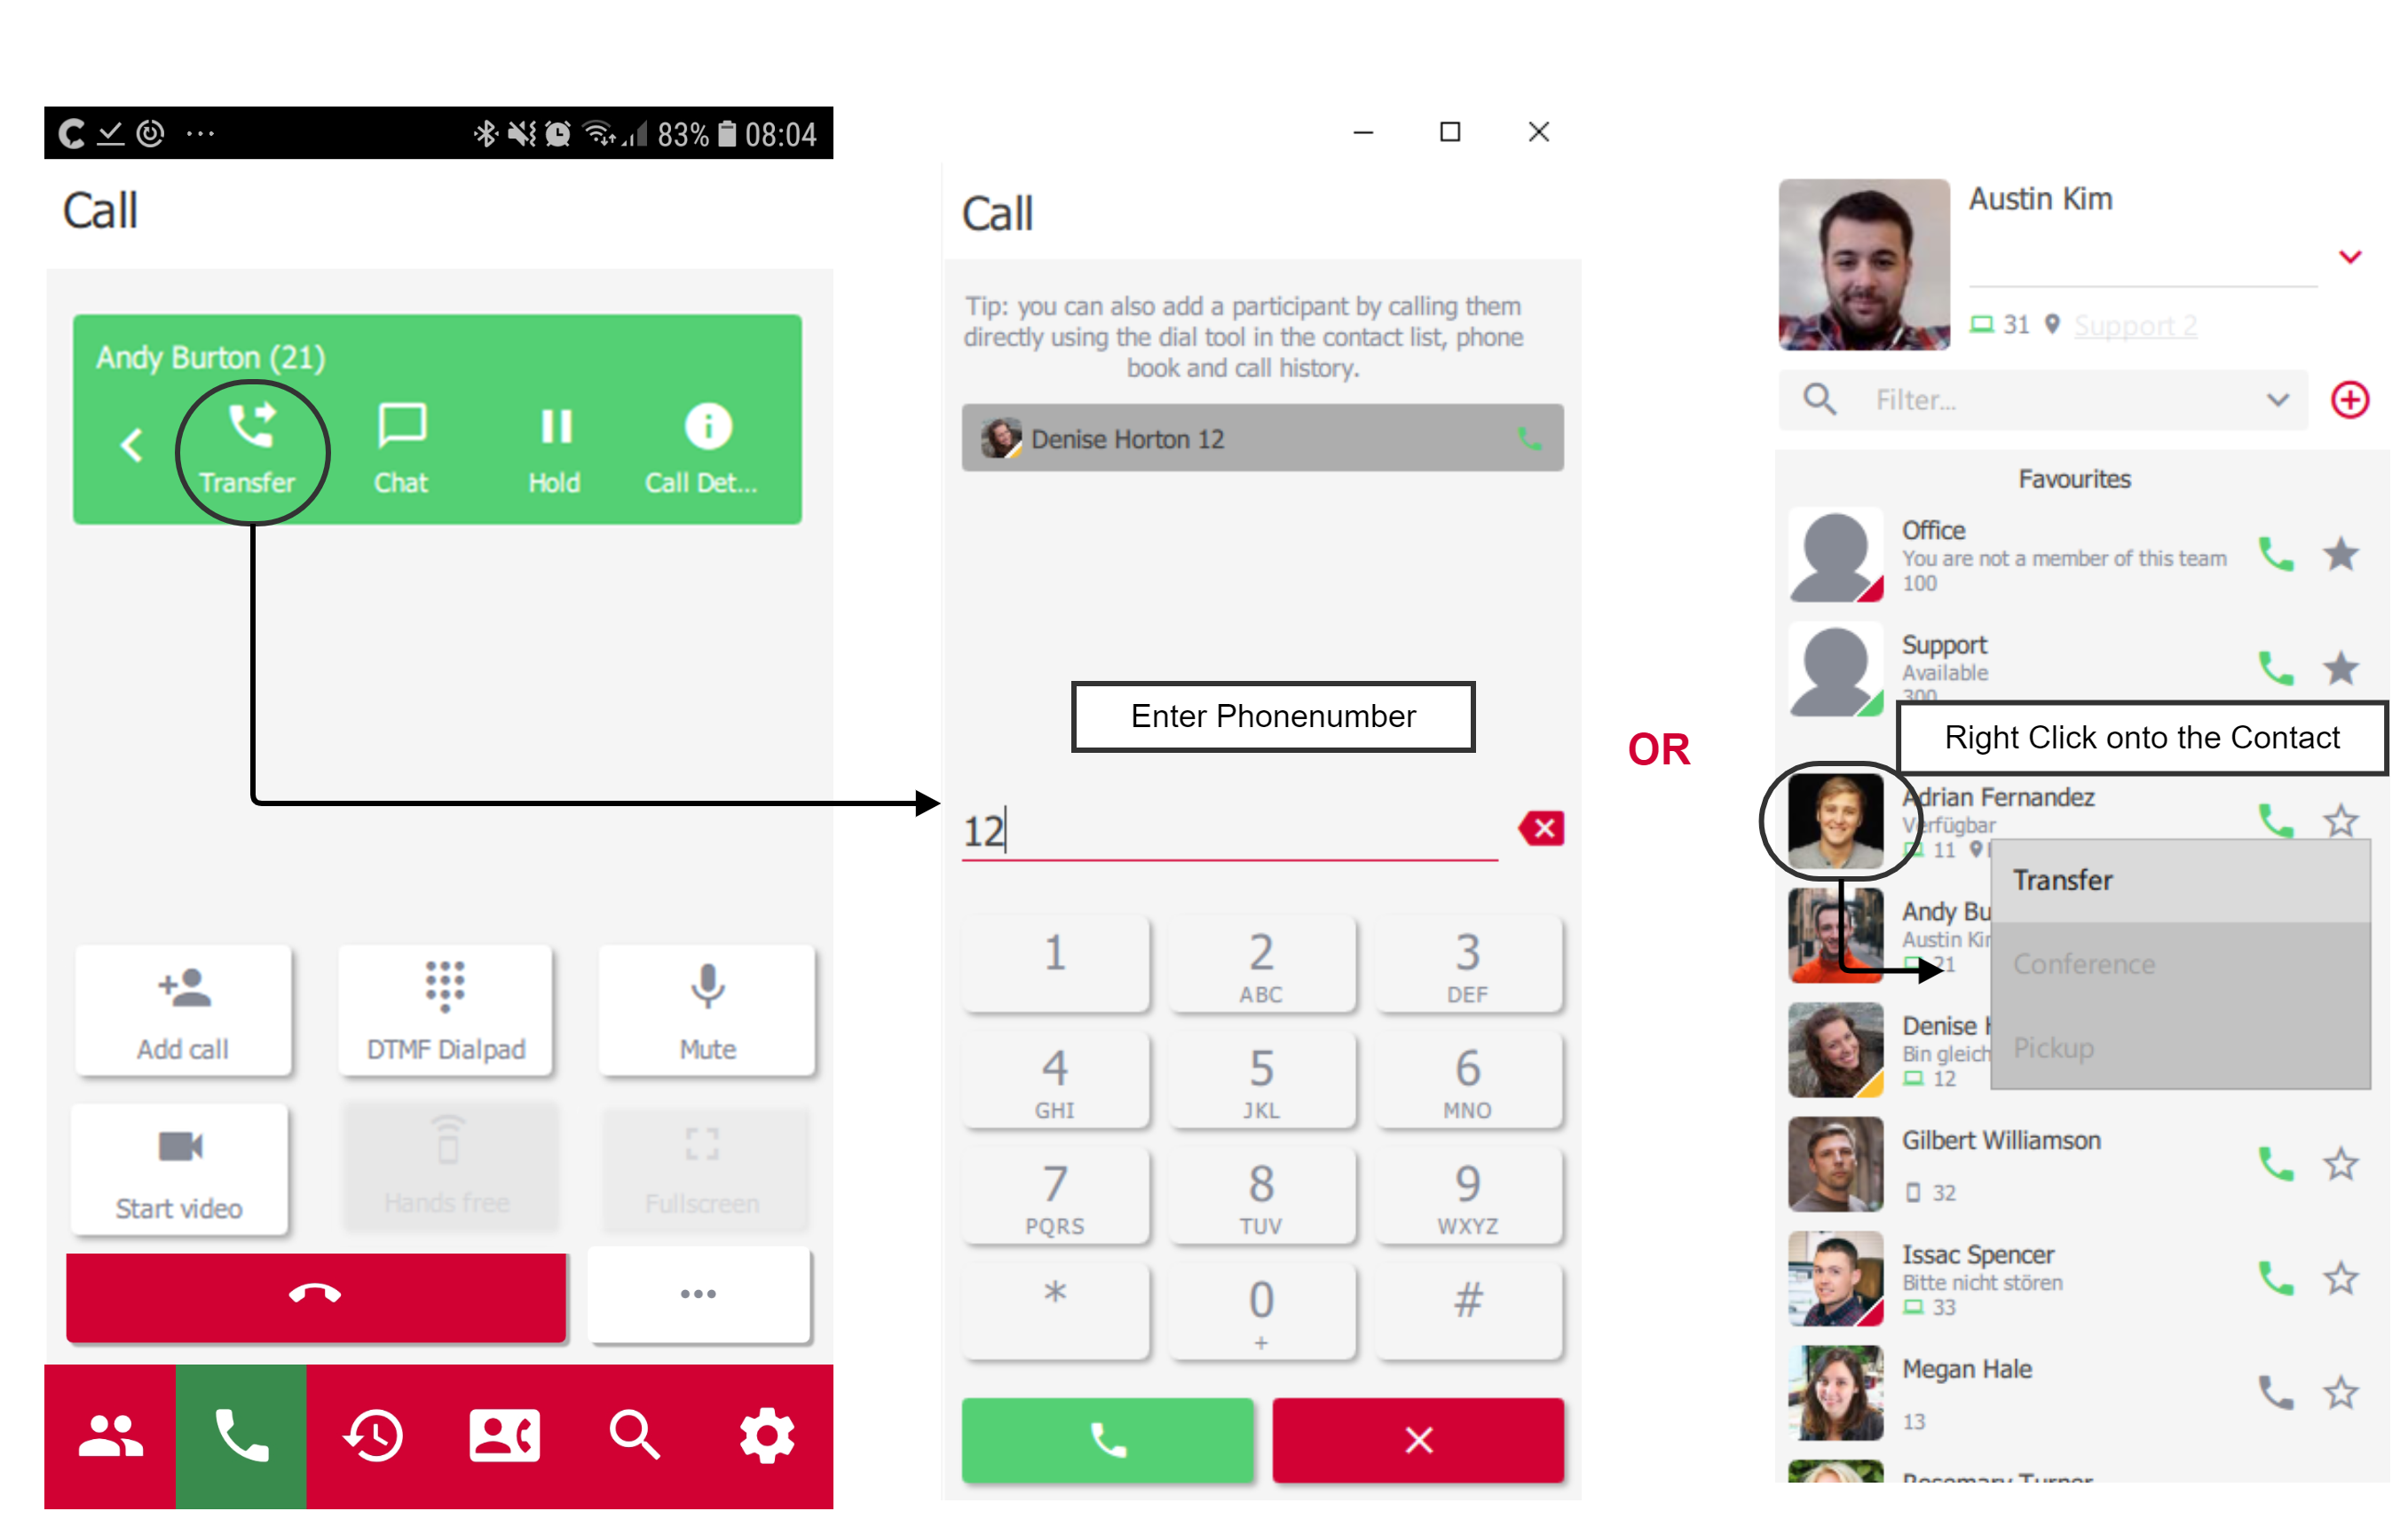 83% 08:04
Call
Andy Burton (21)
Transfer
Chat
Hold
Call Det...
Add call
DTMF Dialpad
Mute
Start video
Hands free
Fullscreen
Call
Tip: you can also add a participant by calling them
directly using the dial tool in the contact list, phone
book and call history.
Denise Horton 12
Enter Phonenumber
12
1
2
ABC
3
DEF
4
GHI
5
JKL
6
MNO
7
PQRS
8
TUV
9
WXYZ
*
0
+
#
OR
Austin Kim
31 Support 2
Filter...
Favourites
Office
You are not a member of this team
100
Support
Available
300
Right Click onto the Contact
Adrian Fernandez
Verfügbar
11
Transfer
Conference
Pickup
Andy Bu
Austin Kir
21
Denise H
Bin gleich
12
Gilbert Williamson
32
Issac Spencer
Bitte nicht stören
33
Megan Hale
13
Rosemary Turner